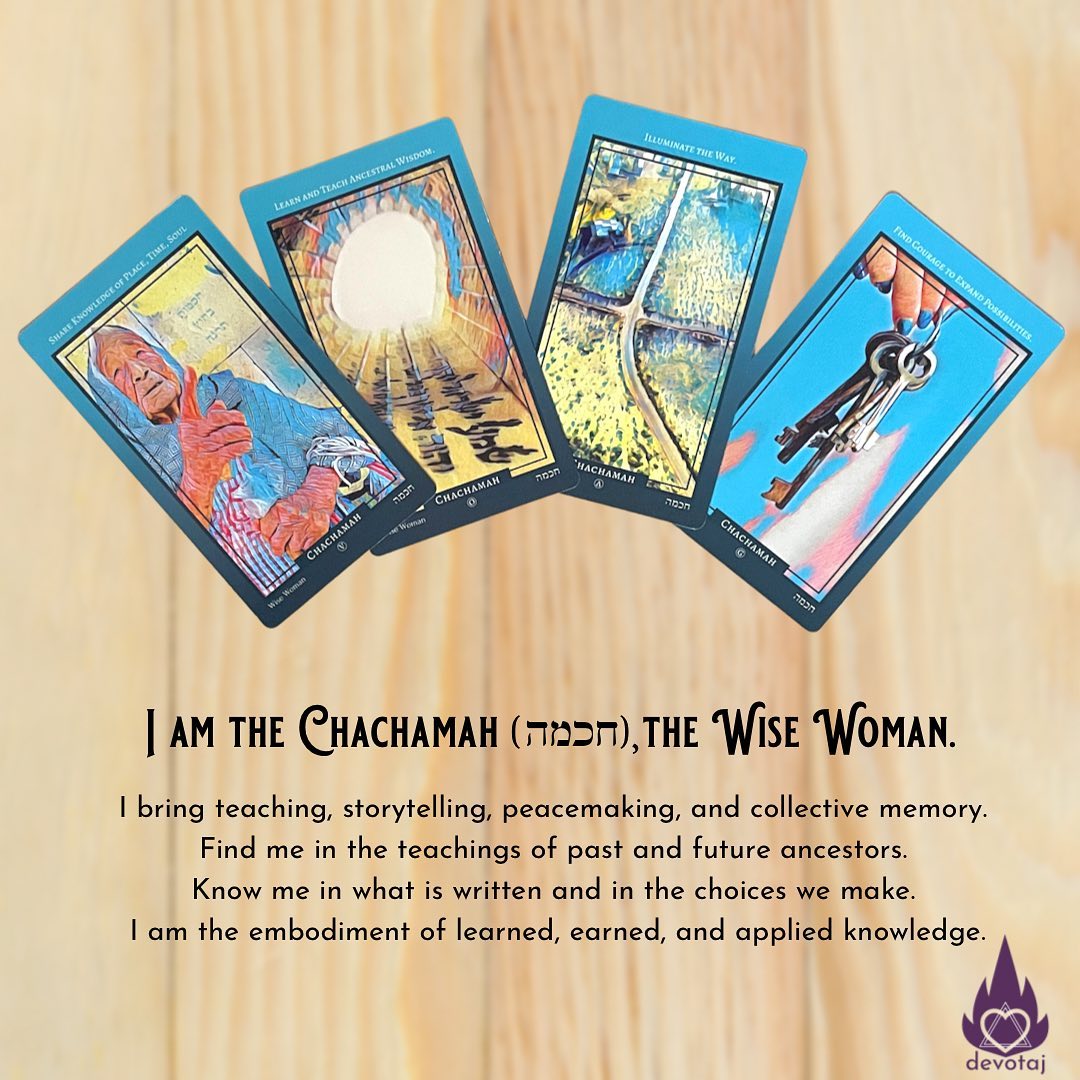 Share Knowledge of Place, Time, Soul
Chachamah
V
חכמה
Wise Woman
Learn and Teach Ancestral Wisdom.
Chachamah
O
חכמה
Woman
Illuminate the Way.
Chachamah
A
חכמה
Find Courage to Expand Possibilities.
Chachamah
G
חכמה
I am the Chachamah (חכמה),the Wise Woman.
I bring teaching, storytelling, peacemaking, and collective memory.
Find me in the teachings of past and future ancestors.
Know me in what is written and in the choices we make.
I am the embodiment of learned, earned, and applied knowledge.
devotaj